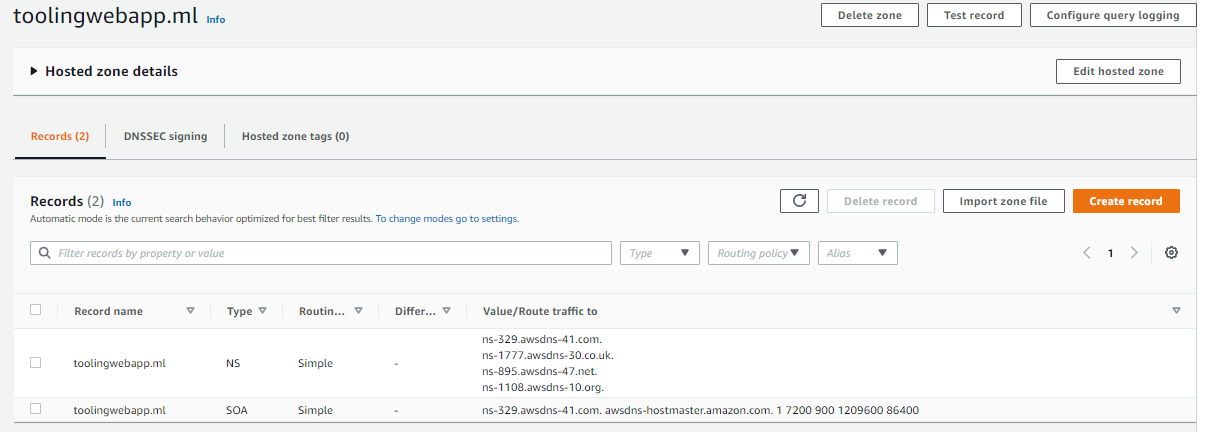 toolingwebapp.ml Info Delete zone Test record Configure query logging
Hosted zone details Edit hosted zone
Records (2) DNSSEC signing Hosted zone tags (0)
Records (2) Info Delete record Import zone file Create record
Automatic mode is the current search behavior optimized for best filter results. To change modes go to settings.
Filter records by property or value Type Routing policy Alias 1
Record name Type Routin... Differ... Value/Route traffic to
toolingwebapp.ml NS Simple - ns-329.awsdns-41.com.
ns-1777.awsdns-30.co.uk.
ns-895.awsdns-47.net.
ns-1108.awsdns-10.org.
toolingwebapp.ml SOA Simple - ns-329.awsdns-41.com. awsdns-hostmaster.amazon.com. 1 7200 900 1209600 86400